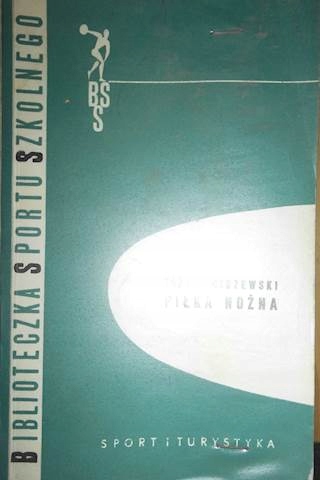 BIBLIOTECZKA SPORTU SZKOLNEGO
BSS
S
PIŁKA NOŻNA
SPORT i TURYSTYKA